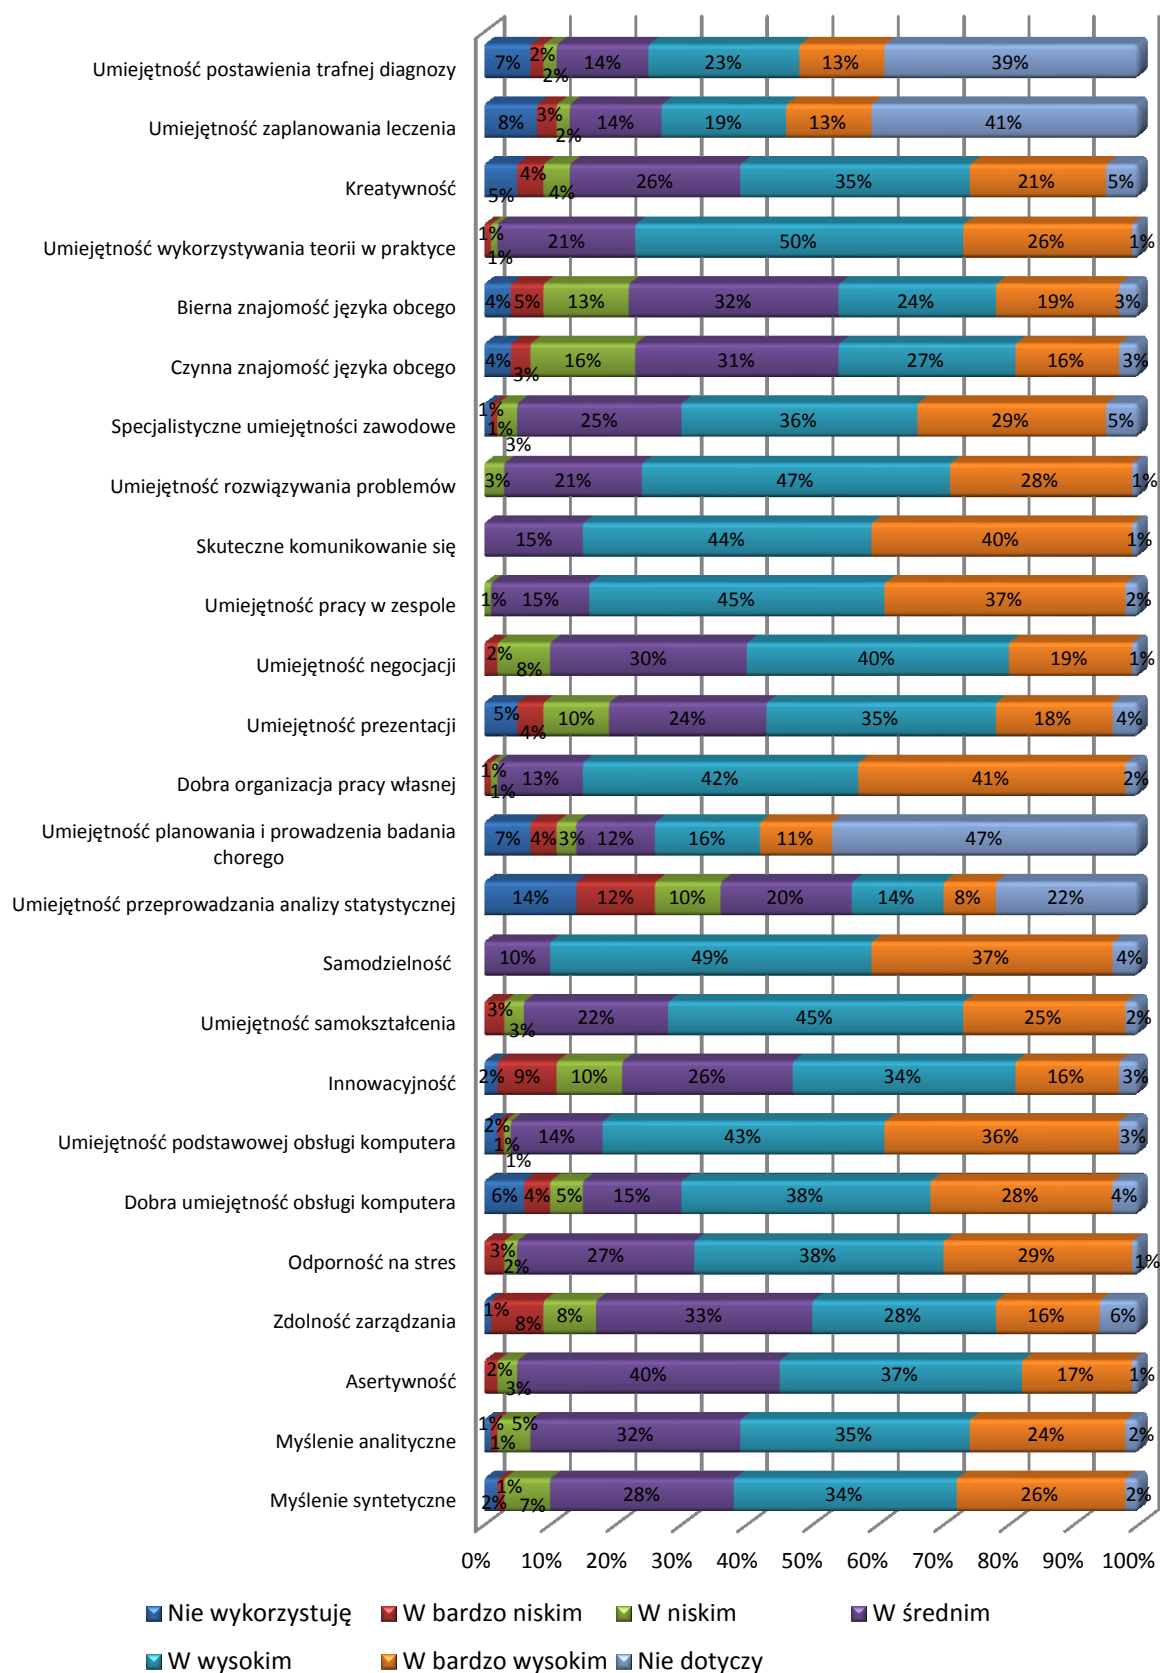 Umiejętność postawienia trafnej diagnozy 7% 2% 2% 14% 23% 13% 39%
Umiejętność zaplanowania leczenia 8% 3% 2% 14% 19% 13% 41%
Kreatywność 5% 4% 4% 26% 35% 21% 5%
Umiejętność wykorzystywania teorii w praktyce 1% 1% 21% 50% 26% 1%
Bierna znajomość języka obcego 4% 5% 13% 32% 24% 19% 3%
Czynna znajomość języka obcego 4% 3% 16% 31% 27% 16% 3%
Specjalistyczne umiejętności zawodowe 1% 1% 3% 25% 36% 29% 5%
Umiejętność rozwiązywania problemów 3% 21% 47% 28% 1%
Skuteczne komunikowanie się 15% 44% 40% 1%
Umiejętność pracy w zespole 1% 15% 45% 37% 2%
Umiejętność negocjacji 2% 8% 30% 40% 19% 1%
Umiejętność prezentacji 5% 4% 10% 24% 35% 18% 4%
Dobra organizacja pracy własnej 1% 1% 13% 42% 41% 2%
Umiejętność planowania i prowadzenia badania
chorego 7% 4% 3% 12% 16% 11% 47%
Umiejętność przeprowadzania analizy statystycznej 14% 12% 10% 20% 14% 8% 22%
Samodzielność 10% 49% 37% 4%
Umiejętność samokształcenia 3% 3% 22% 45% 25% 2%
Innowacyjność 2% 9% 10% 26% 34% 16% 3%
Umiejętność podstawowej obsługi komputera 2% 1% 1% 14% 43% 36% 3%
Dobra umiejętność obsługi komputera 6% 4% 5% 15% 38% 28% 4%
Odporność na stres 3% 2% 27% 38% 29% 1%
Zdolność zarządzania 1% 8% 8% 33% 28% 16% 6%
Asertywność 2% 3% 40% 37% 17% 1%
Myślenie analityczne 1% 1% 5% 32% 35% 24% 2%
Myślenie syntetyczne 2% 1% 7% 28% 34% 26% 2%
0% 10% 20% 30% 40% 50% 60% 70% 80% 90% 100%
Nie wykorzystuję W bardzo niskim W niskim W średnim
W wysokim W bardzo wysokim Nie dotyczy